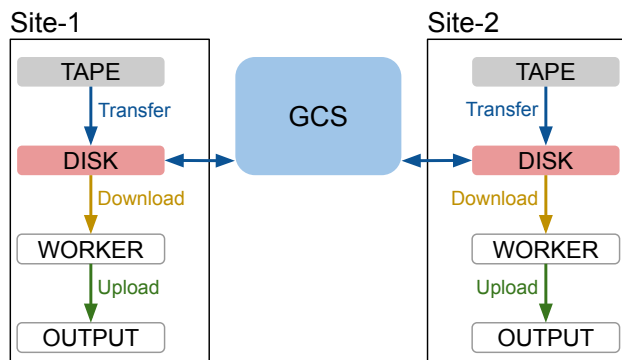 Site-1
TAPE
Transfer
DISK
Download
WORKER
Upload
OUTPUT
GCS
Site-2
TAPE
Transfer
DISK
Download
WORKER
Upload
OUTPUT